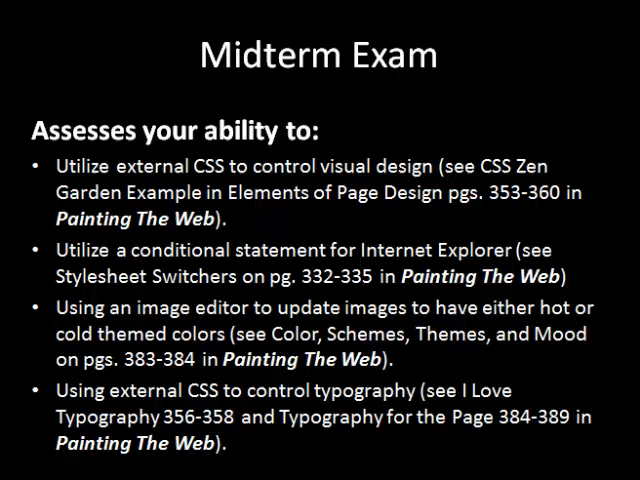 Midterm Exam
Assesses your ability to:
• Utilize external CSS to control visual design (see CSS Zen
Garden Example in Elements of Page Design pgs. 353-360 in
Painting The Web).
• Utilize a conditional statement for Internet Explorer (see
Stylesheet Switchers on pg. 332-335 in Painting The Web)
• Using an image editor to update images to have either hot or
cold themed colors (see Color, Schemes, Themes, and Mood
on pgs. 383-384 in Painting The Web).
• Using external CSS to control typography (see I Love
Typography 356-358 and Typography for the Page 384-389 in
Painting The Web).